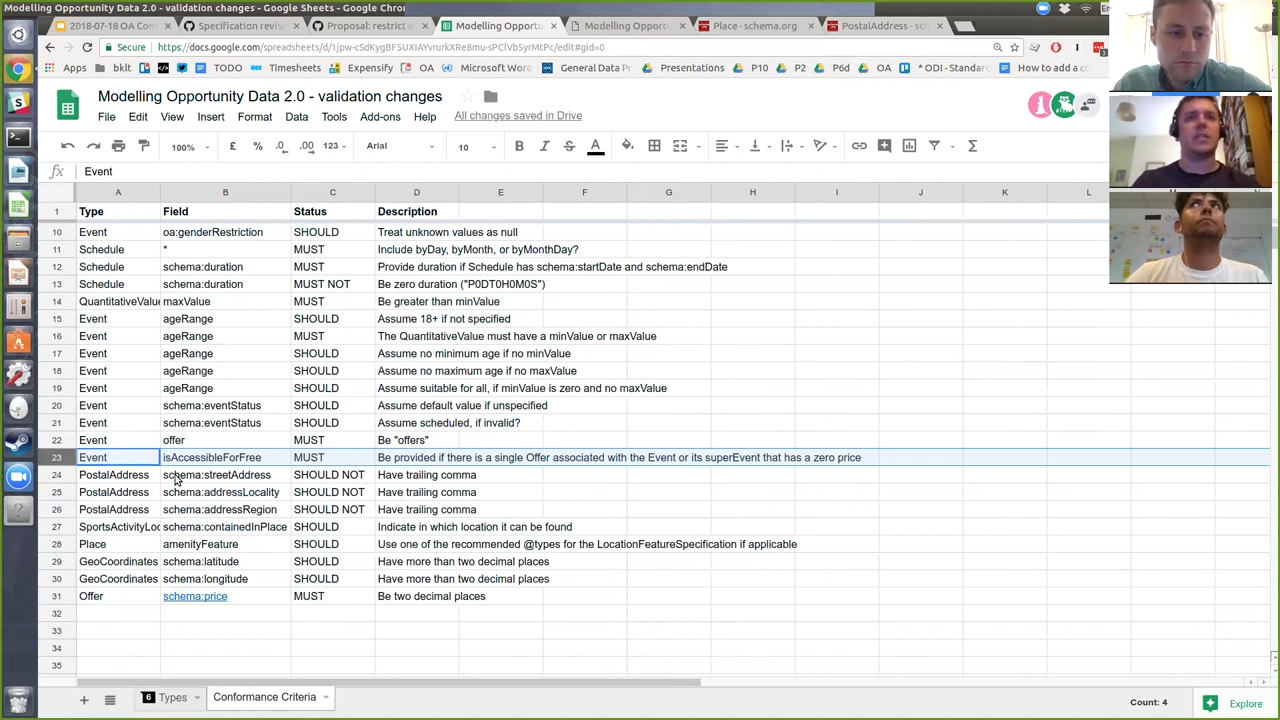 Modelling Opportunity Data 2.0 - validation changes - Google Sheets - Google Chro
2018-07-18 OA Com
Specification revis
Proposal: restrict u
Modelling Opportun
Modelling Opportun
Place - schema.org
PostalAddress - sch
Secure
Apps bklt TODO Timesheets Expensify OA Microsoft Word General Data Pr Presentations P10 P2 P6d OA * ODI - Standard How to add a co
Modelling Opportunity Data 2.0 - validation changes
File Edit View Insert Format Data Tools Add-ons Help All changes saved in Drive
100% £ % .0 .00 123 Arial 10 B I S A
fx Event
A B C D E F G H I J K L
1 Type Field Status Description
10 Event oa:genderRestriction SHOULD Treat unknown values as null
11 Schedule * MUST Include byDay, byMonth, or byMonthDay?
12 Schedule schema:duration MUST Provide duration if Schedule has schema:startDate and schema:endDate
13 Schedule schema:duration MUST NOT Be zero duration ("P0DT0H0M0S")
14 QuantitativeValue maxValue MUST Be greater than minValue
15 Event ageRange SHOULD Assume 18+ if not specified
16 Event ageRange MUST The QuantitativeValue must have a minValue or maxValue
17 Event ageRange SHOULD Assume no minimum age if no minValue
18 Event ageRange SHOULD Assume no maximum age if no maxValue
19 Event ageRange SHOULD Assume suitable for all, if minValue is zero and no maxValue
20 Event schema:eventStatus SHOULD Assume default value if unspecified
21 Event schema:eventStatus SHOULD Assume scheduled, if invalid?
22 Event offer MUST Be "offers"
23 Event isAccessibleForFree MUST Be provided if there is a single Offer associated with the Event or its superEvent that has a zero price
24 PostalAddress schema:streetAddress SHOULD NOT Have trailing comma
25 PostalAddress schema:addressLocality SHOULD NOT Have trailing comma
26 PostalAddress schema:addressRegion SHOULD NOT Have trailing comma
27 SportsActivityLoc schema:containedInPlace SHOULD Indicate in which location it can be found
28 Place amenityFeature SHOULD Use one of the recommended @types for the LocationFeatureSpecification if applicable
29 GeoCoordinates schema:latitude SHOULD Have more than two decimal places
30 GeoCoordinates schema:longitude SHOULD Have more than two decimal places
31 Offer schema:price MUST Be two decimal places
32
33
34
35
6 Types Conformance Criteria Count: 4 Explore